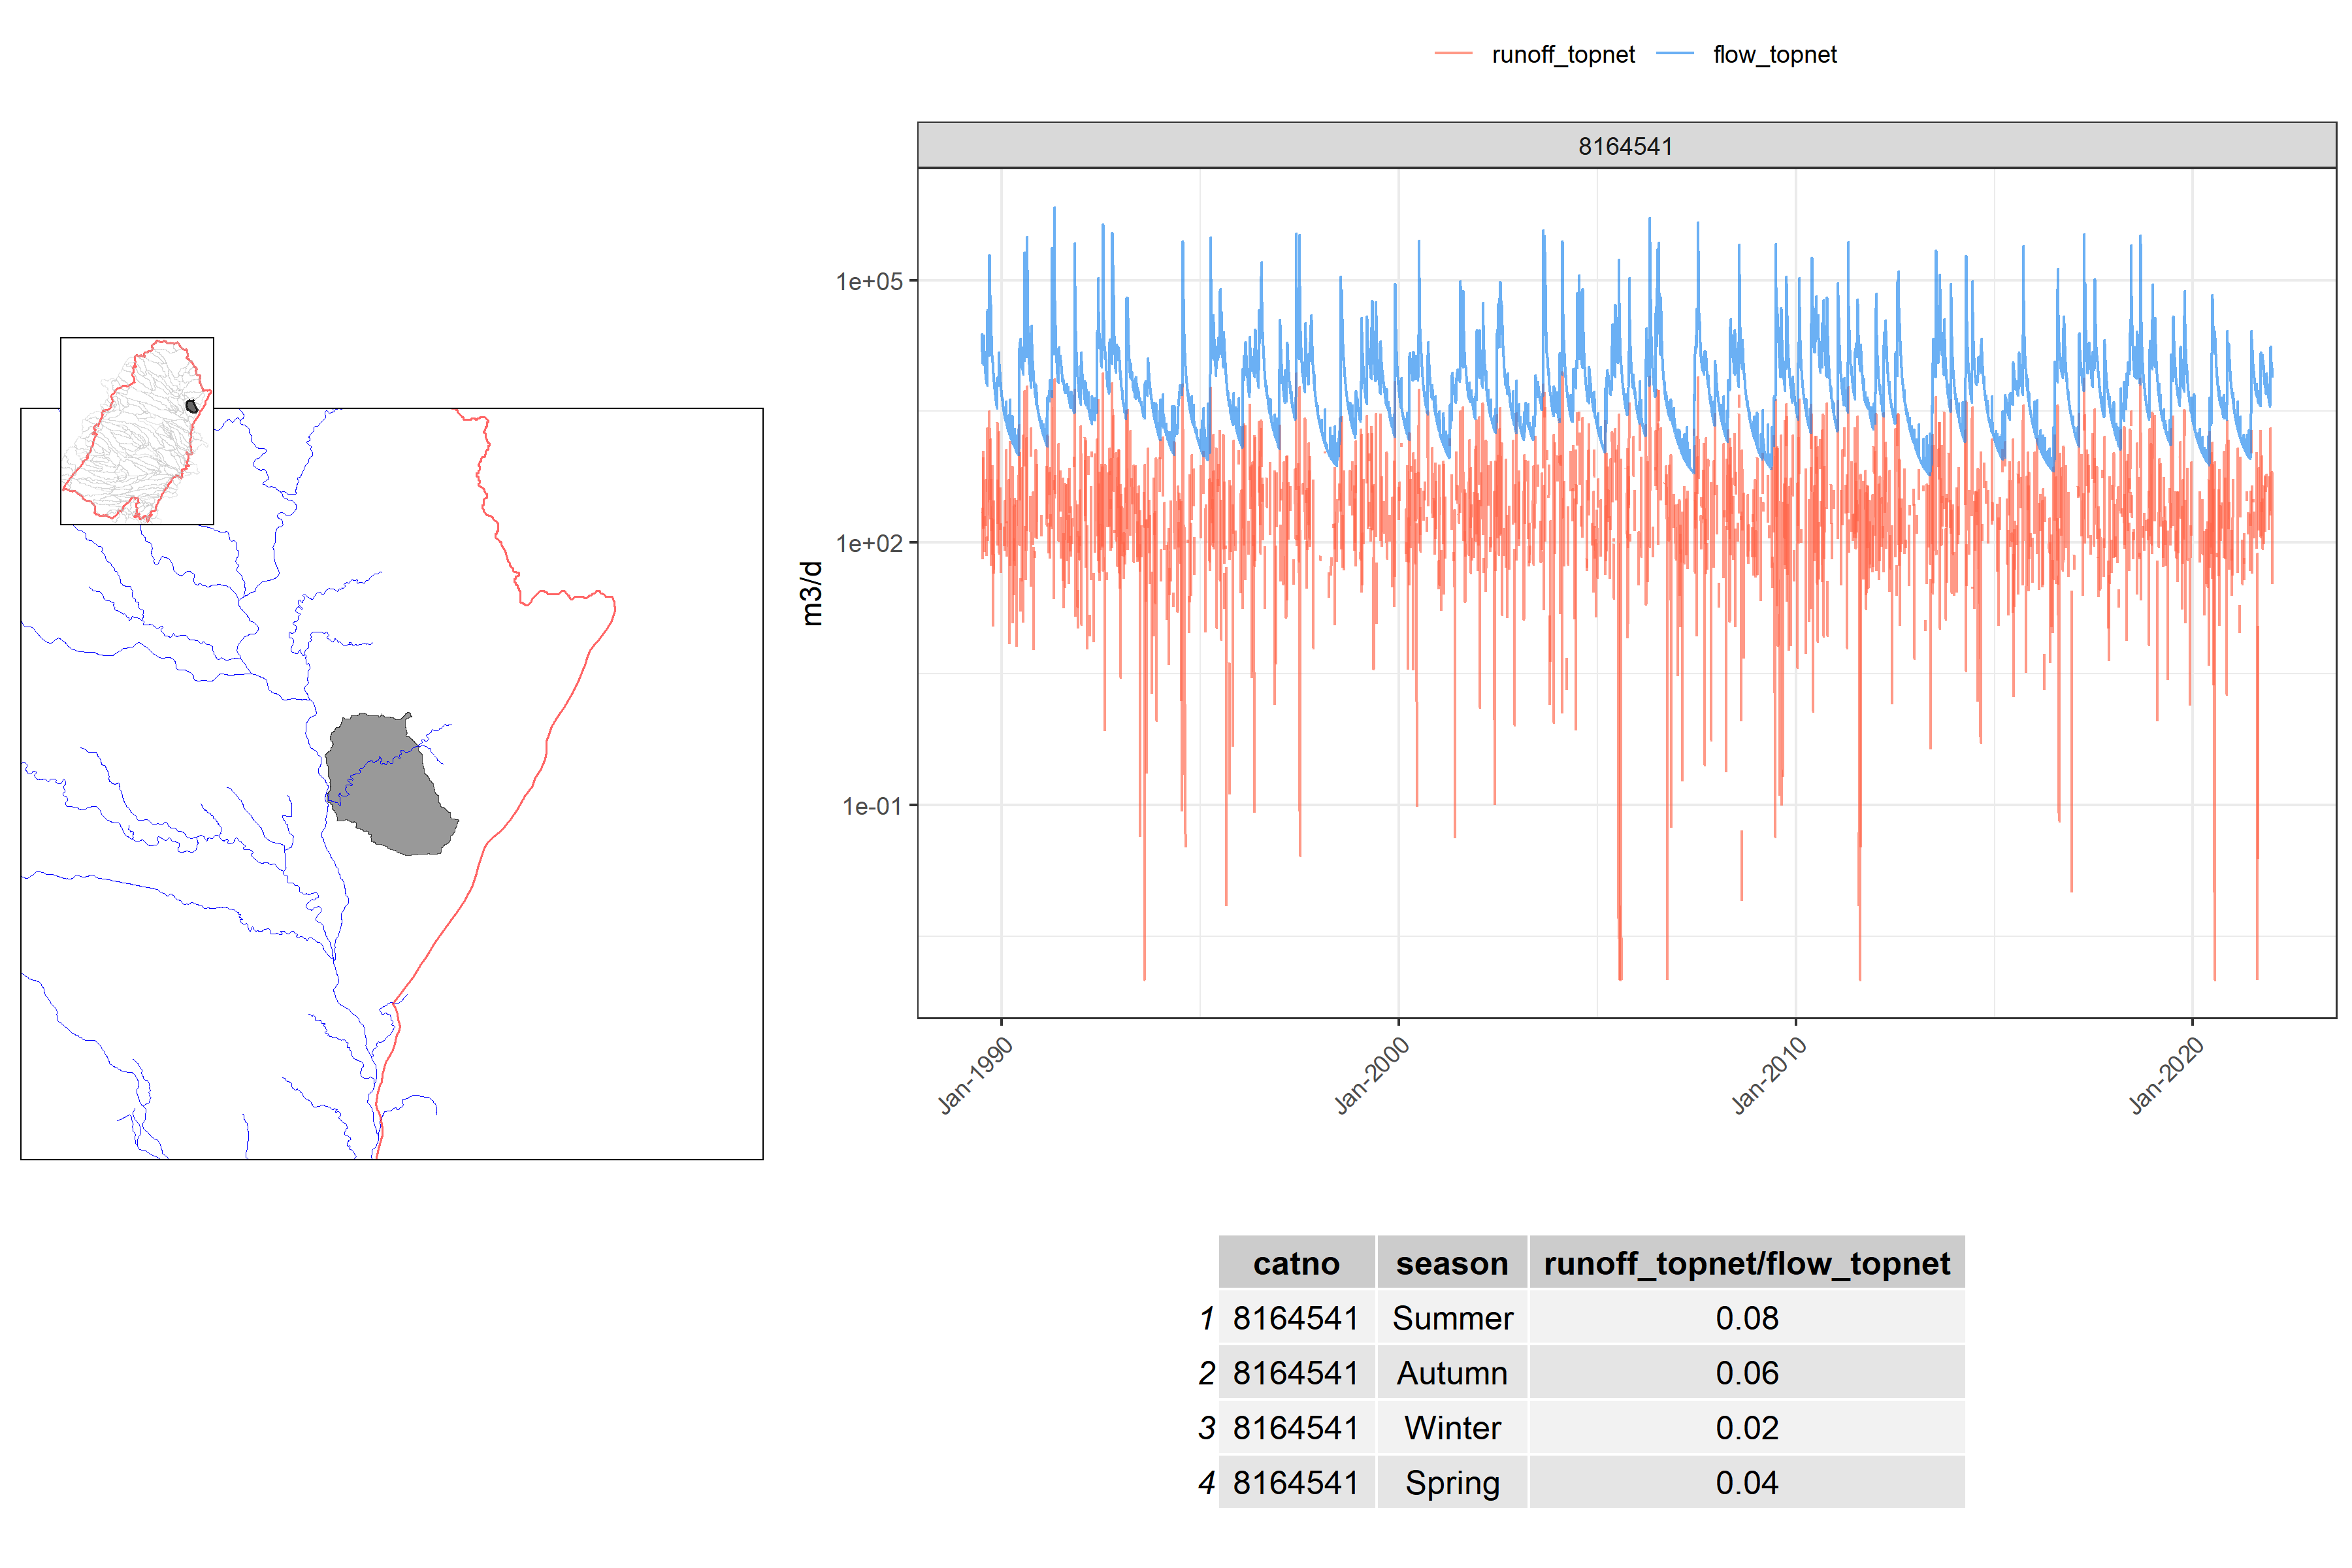 runoff_topnet flow_topnet
8164541
1e+05
1e+02
1e-01
m3/d
Jan-1990 Jan-2000 Jan-2010 Jan-2020
catno season runoff_topnet/flow_topnet
1 8164541 Summer 0.08
2 8164541 Autumn 0.06
3 8164541 Winter 0.02
4 8164541 Spring 0.04